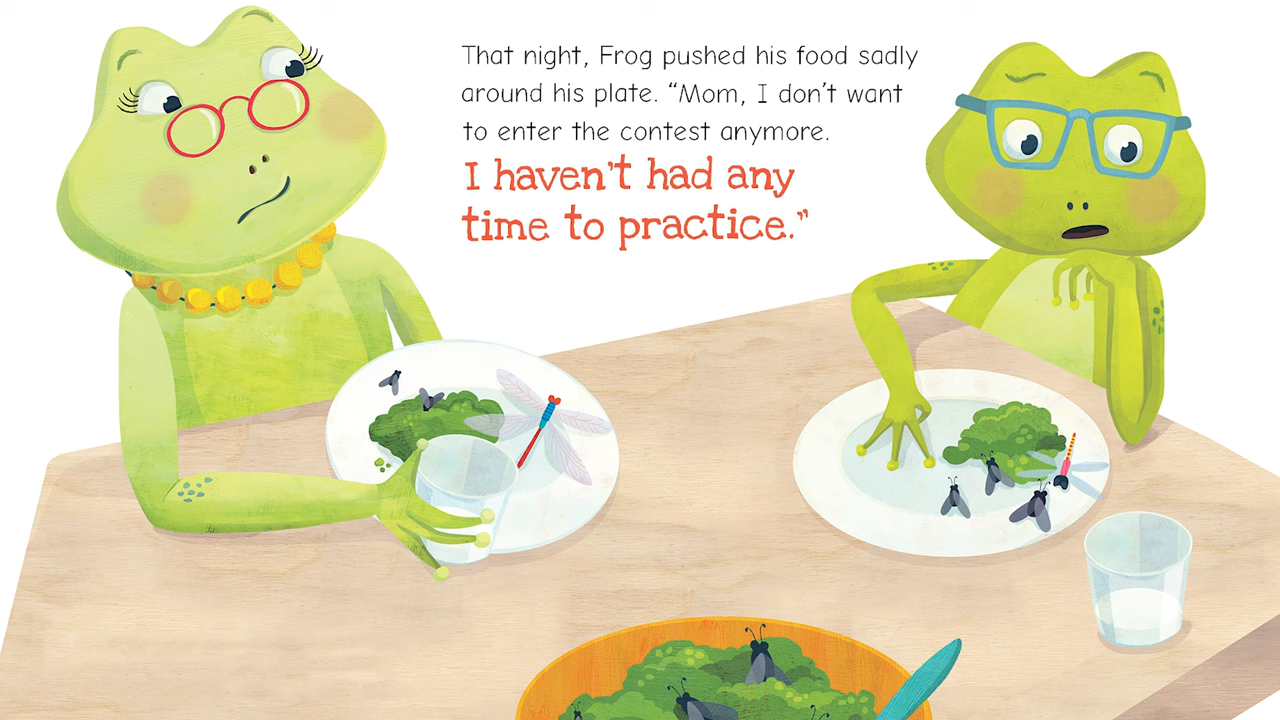 That night, Frog pushed his food sadly
around his plate. “Mom, I don’t want
to enter the contest anymore.
I haven’t had any
time to practice.”